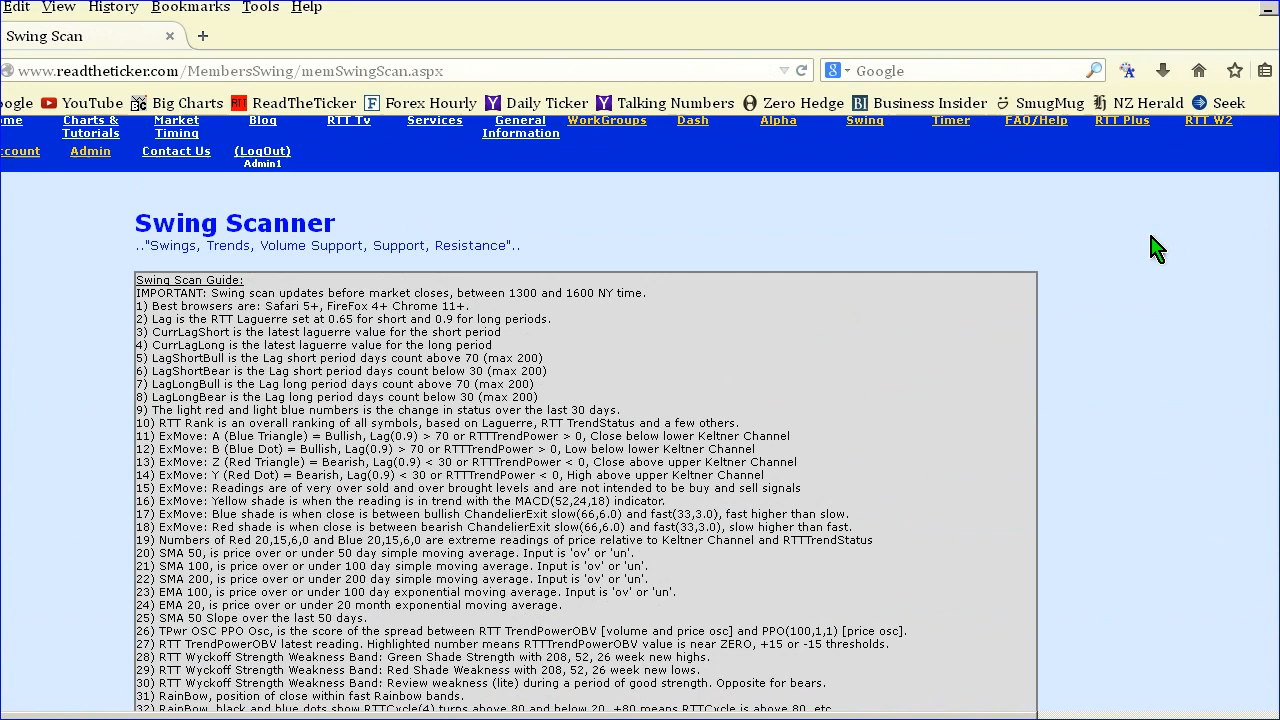 Edit View History Bookmarks Tools Help
Swing Scan
www.readtheticker.com/MembersSwing/memSwingScan.aspx Google
ogle YouTube Big Charts ReadTheTicker Forex Hourly Daily Ticker Talking Numbers Zero Hedge Business Insider SmugMug NZ Herald Seek
ome Charts & Tutorials Market Timing Blog RTT Tv Services General Information WorkGroups Dash Alpha Swing Timer FAQ/Help RTT Plus RTT W2
ccount Admin Contact Us (LogOut) Admin1
Swing Scanner
.."Swings, Trends, Volume Support, Support, Resistance"..
Swing Scan Guide:
IMPORTANT: Swing scan updates before market closes, between 1300 and 1600 NY time.
1) Best browsers are: Safari 5+, FireFox 4+ Chrome 11+.
2) Lag is the RTT Laguerre set at 0.65 for short and 0.9 for long periods.
3) CurrLagShort is the latest laguerre value for the short period
4) CurrLagLong is the latest laguerre value for the long period
5) LagShortBull is the Lag short period days count above 70 (max 200)
6) LagShortBear is the Lag short period days count below 30 (max 200)
7) LagLongBull is the Lag long period days count above 70 (max 200)
8) LagLongBear is the Lag long period days count below 30 (max 200)
9) The light red and light blue numbers is the change in status over the last 30 days.
10) RTT Rank is an overall ranking of all symbols, based on Laguerre, RTT TrendStatus and a few others.
11) ExMove: A (Blue Triangle) = Bullish, Lag(0.9) > 70 or RTTTrendPower > 0, Close below lower Keltner Channel
12) ExMove: B (Blue Dot) = Bullish, Lag(0.9) > 70 or RTTTrendPower > 0, Low below lower Keltner Channel
13) ExMove: Z (Red Triangle) = Bearish, Lag(0.9) < 30 or RTTTrendPower < 0, Close above upper Keltner Channel
14) ExMove: Y (Red Dot) = Bearish, Lag(0.9) < 30 or RTTTrendPower < 0, High above upper Keltner Channel
15) ExMove: Readings are of very over sold and over brought levels and are not intended to be buy and sell signals
16) ExMove: Yellow shade is when the reading is in trend with the MACD(52,24,18) indicator.
17) ExMove: Blue shade is when close is between bullish ChandelierExit slow(66,6.0) and fast(33,3.0), fast higher than slow.
18) ExMove: Red shade is when close is between bearish ChandelierExit slow(66,6.0) and fast(33,3.0), slow higher than fast.
19) Numbers of Red 20,15,6,0 and Blue 20,15,6,0 are extreme readings of price relative to Keltner Channel and RTTTrendStatus
20) SMA 50, is price over or under 50 day simple moving average. Input is 'ov' or 'un'.
21) SMA 100, is price over or under 100 day simple moving average. Input is 'ov' or 'un'.
22) SMA 200, is price over or under 200 day simple moving average. Input is 'ov' or 'un'.
23) EMA 100, is price over or under 100 day exponential moving average. Input is 'ov' or 'un'.
24) EMA 20, is price over or under 20 month exponential moving average.
25) SMA 50 Slope over the last 50 days.
26) TPwr OSC PPO Osc, is the score of the spread between RTT TrendPowerOBV [volume and price osc] and PPO(100,1,1) [price osc].
27) RTT TrendPowerOBV latest reading. Highlighted number means RTTTrendPowerOBV value is near ZERO, +15 or -15 thresholds.
28) RTT Wyckoff Strength Weakness Band: Green Shade Strength with 208, 52, 26 week new highs.
29) RTT Wyckoff Strength Weakness Band: Red Shade Weakness with 208, 52, 26 week new lows.
30) RTT Wyckoff Strength Weakness Band: Review weakness (lite) during a period of good strength. Opposite for bears.
31) RainBow, position of close within fast Rainbow bands.
32) RainBow, black and blue dots show RTTCycle(4) turns above 80 and below 20, +80 means RTTCycle is above 80, etc